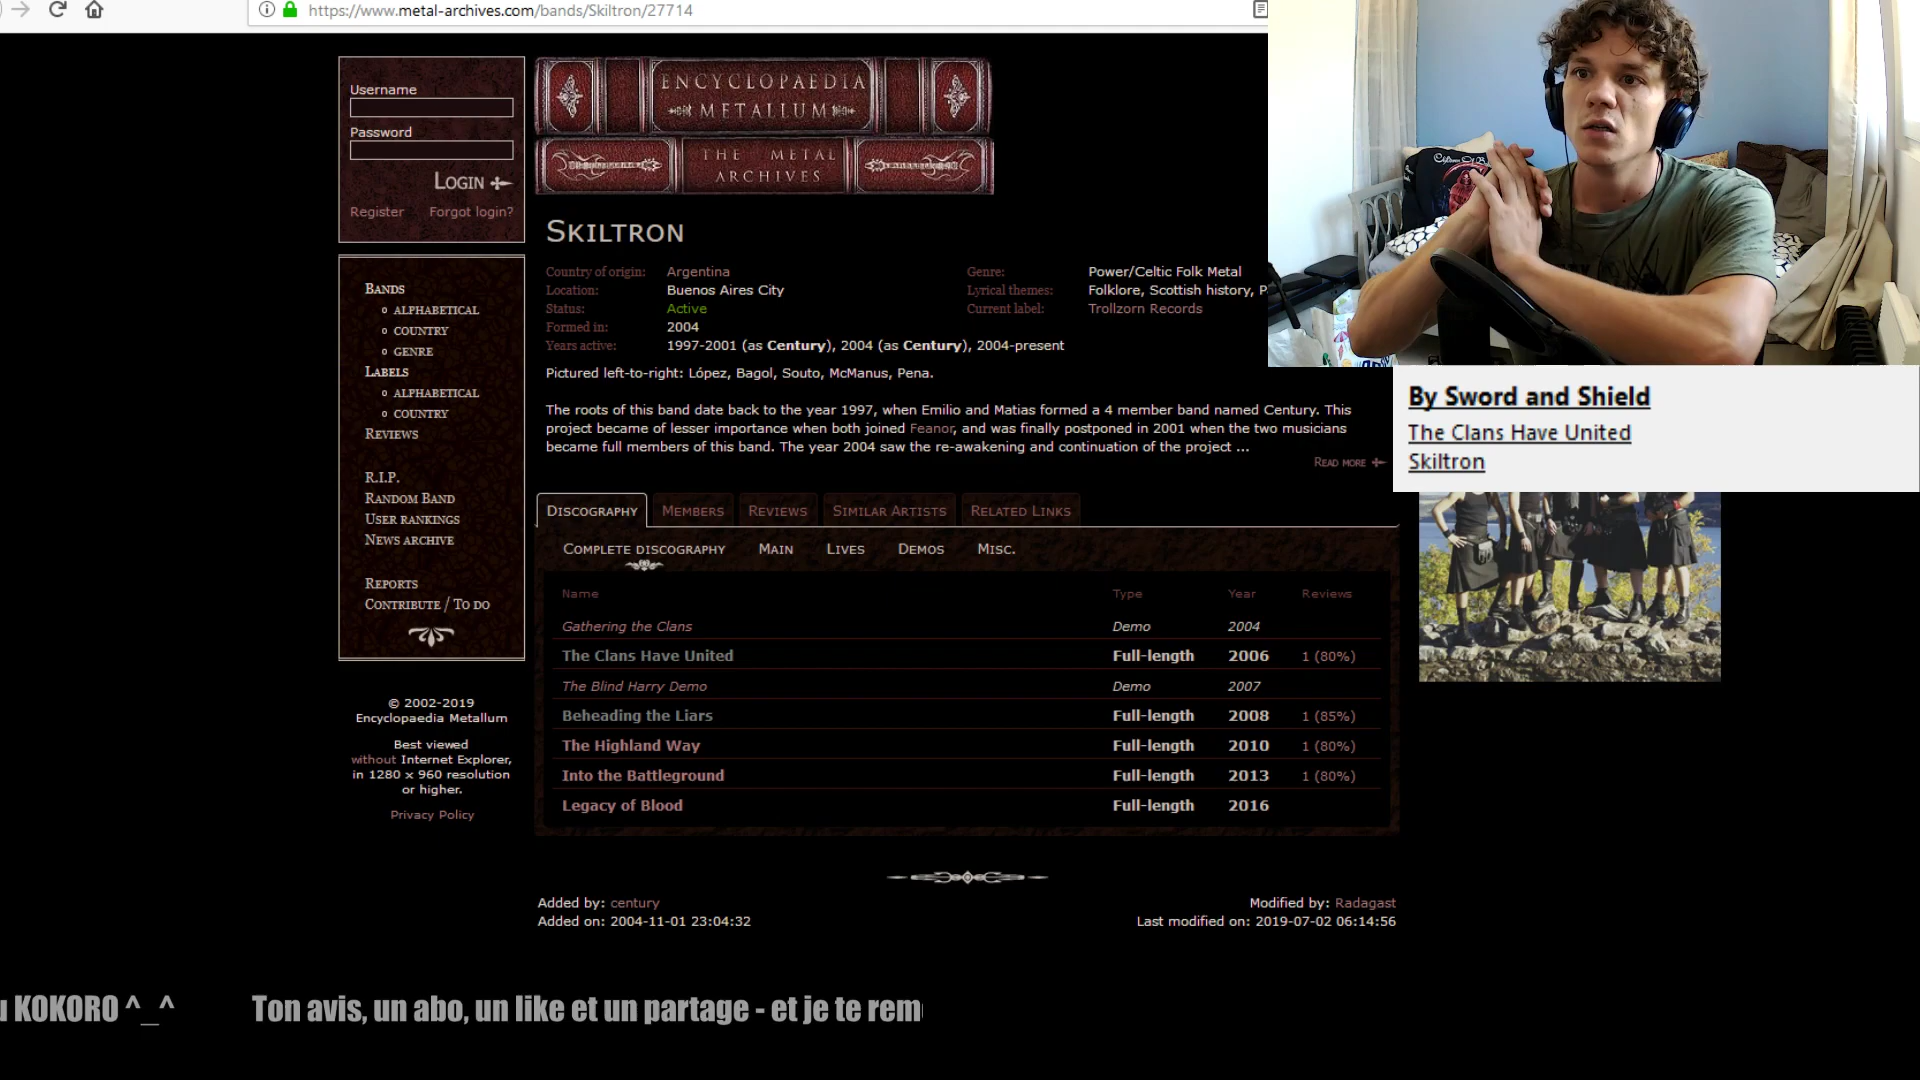 https://www.metal-archives.com/bands/Skiltron/27714
Username
Password
LOGIN
Register Forgot login?
BANDS
ALPHABETICAL
COUNTRY
GENRE
LABELS
ALPHABETICAL
COUNTRY
REVIEWS
R.I.P.
RANDOM BAND
USER RANKINGS
NEWS ARCHIVE
REPORTS
CONTRIBUTE / TO DO
© 2002-2019
Encyclopaedia Metallum
Best viewed
without Internet Explorer,
in 1280 x 960 resolution
or higher.
Privacy Policy
ENCYCLOPAEDIA
METALLUM
THE METAL
ARCHIVES
SKILTRON
Country of origin: Argentina
Location: Buenos Aires City
Status: Active
Formed in: 2004
Years active: 1997-2001 (as Century), 2004 (as Century), 2004-present
Genre: Power/Celtic Folk Metal
Lyrical themes: Folklore, Scottish history, P
Current label: Trollzorn Records
Pictured left-to-right: López, Bagol, Souto, McManus, Pena.
The roots of this band date back to the year 1997, when Emilio and Matias formed a 4 member band named Century. This
project became of lesser importance when both joined Feanor, and was finally postponed in 2001 when the two musicians
became full members of this band. The year 2004 saw the re-awakening and continuation of the project ...
READ MORE
By Sword and Shield
The Clans Have United
Skiltron
DISCOGRAPHY MEMBERS REVIEWS SIMILAR ARTISTS RELATED LINKS
COMPLETE DISCOGRAPHY MAIN LIVES DEMOS MISC.
Name Type Year Reviews
Gathering the Clans Demo 2004
The Clans Have United Full-length 2006 1 (80%)
The Blind Harry Demo Demo 2007
Beheading the Liars Full-length 2008 1 (85%)
The Highland Way Full-length 2010 1 (80%)
Into the Battleground Full-length 2013 1 (80%)
Legacy of Blood Full-length 2016
Added by: century
Added on: 2004-11-01 23:04:32
Modified by: Radagast
Last modified on: 2019-07-02 06:14:56
u KOKORO ^_^ Ton avis, un abo, un like et un partage - et je te rem